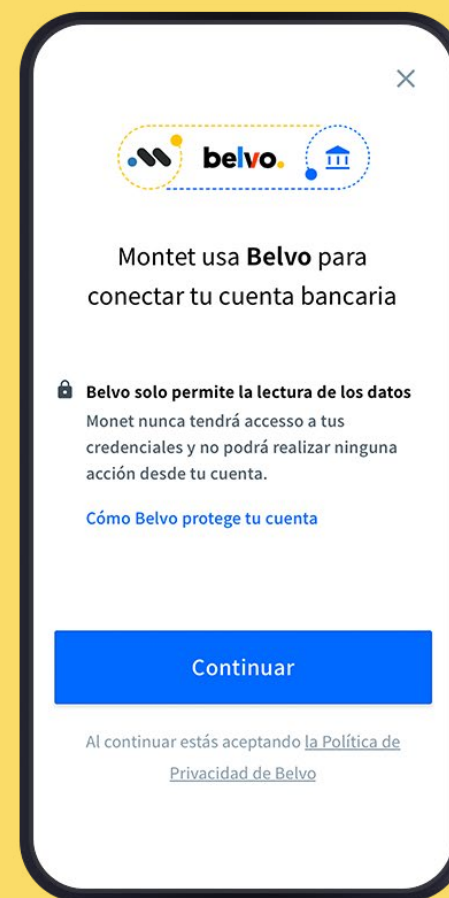 belvo.
Montet usa Belvo para
conectar tu cuenta bancaria
Belvo solo permite la lectura de los datos
Monet nunca tendrá accesso a tus
credenciales y no podrá realizar ninguna
acción desde tu cuenta.
Cómo Belvo protege tu cuenta
Continuar
Al continuar estás aceptando la Política de
Privacidad de Belvo